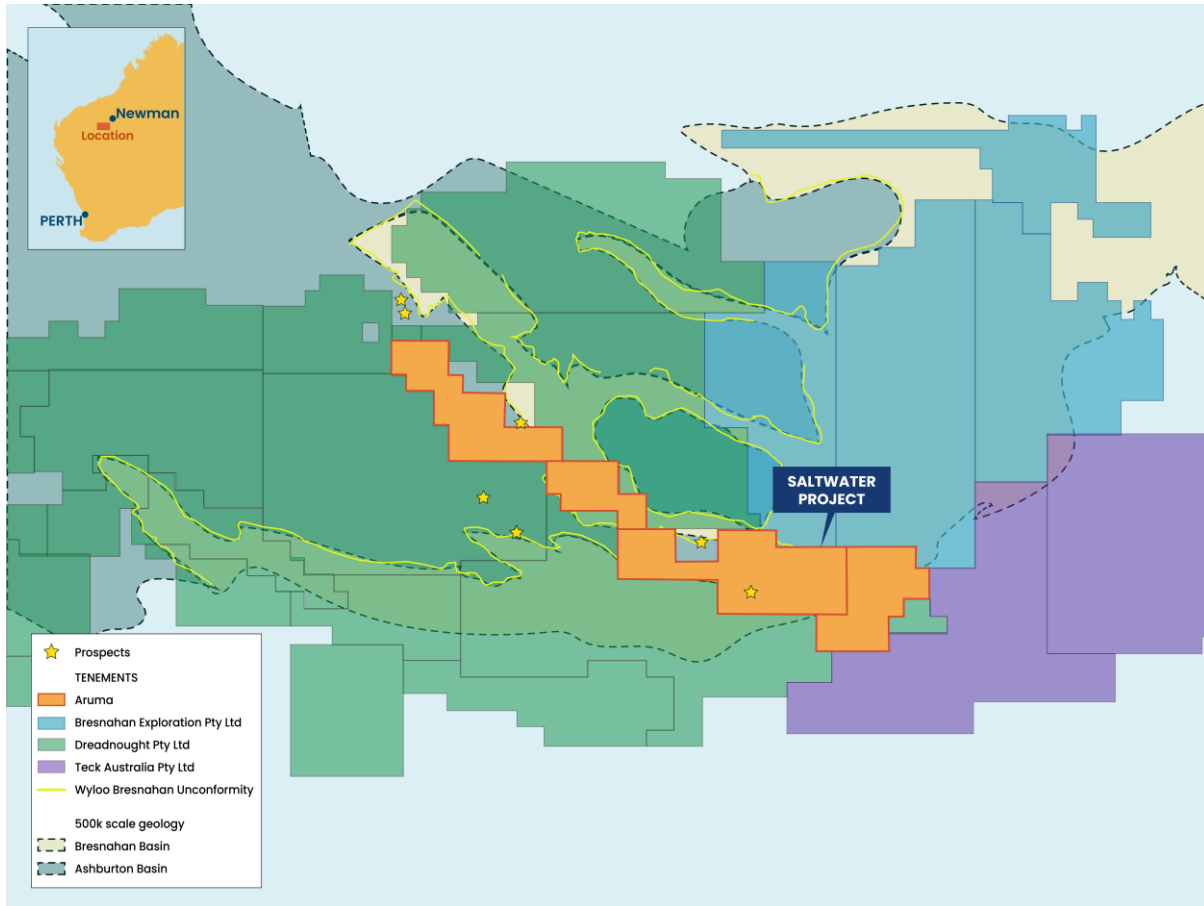 Newman
Location
PERTH
SALTWATER
PROJECT
Prospects
TENEMENTS
Aruma
Bresnahan Exploration Pty Ltd
Dreadnought Pty Ltd
Teck Australia Pty Ltd
Wyloo Bresnahan Unconformity
500k scale geology
Bresnahan Basin
Ashburton Basin